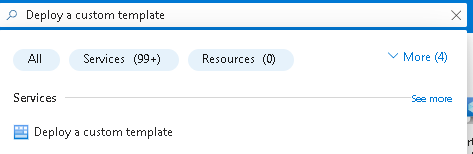 Deploy a custom template
All
Services (99+)
Resources (0)
More (4)
Services
See more
Deploy a custom template